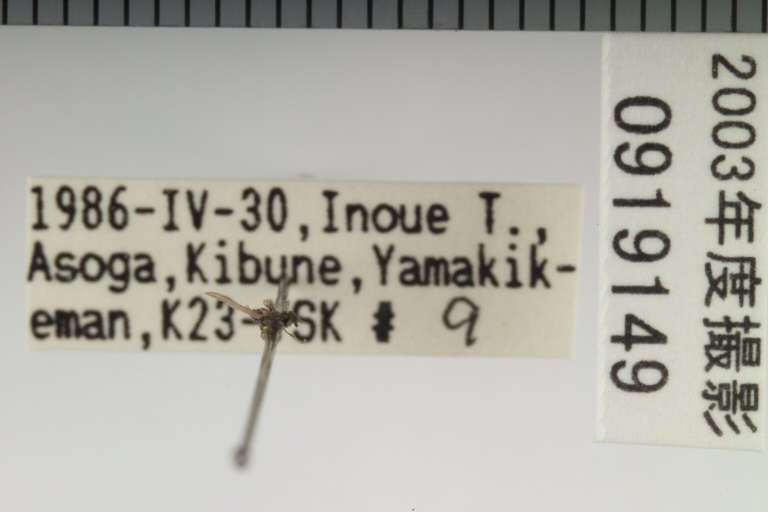 1986-IV-30,Inoue T.,
Asoga,Kibune,Yamakik-
eman,K23- SK # 9
2003年度撮影
0919149